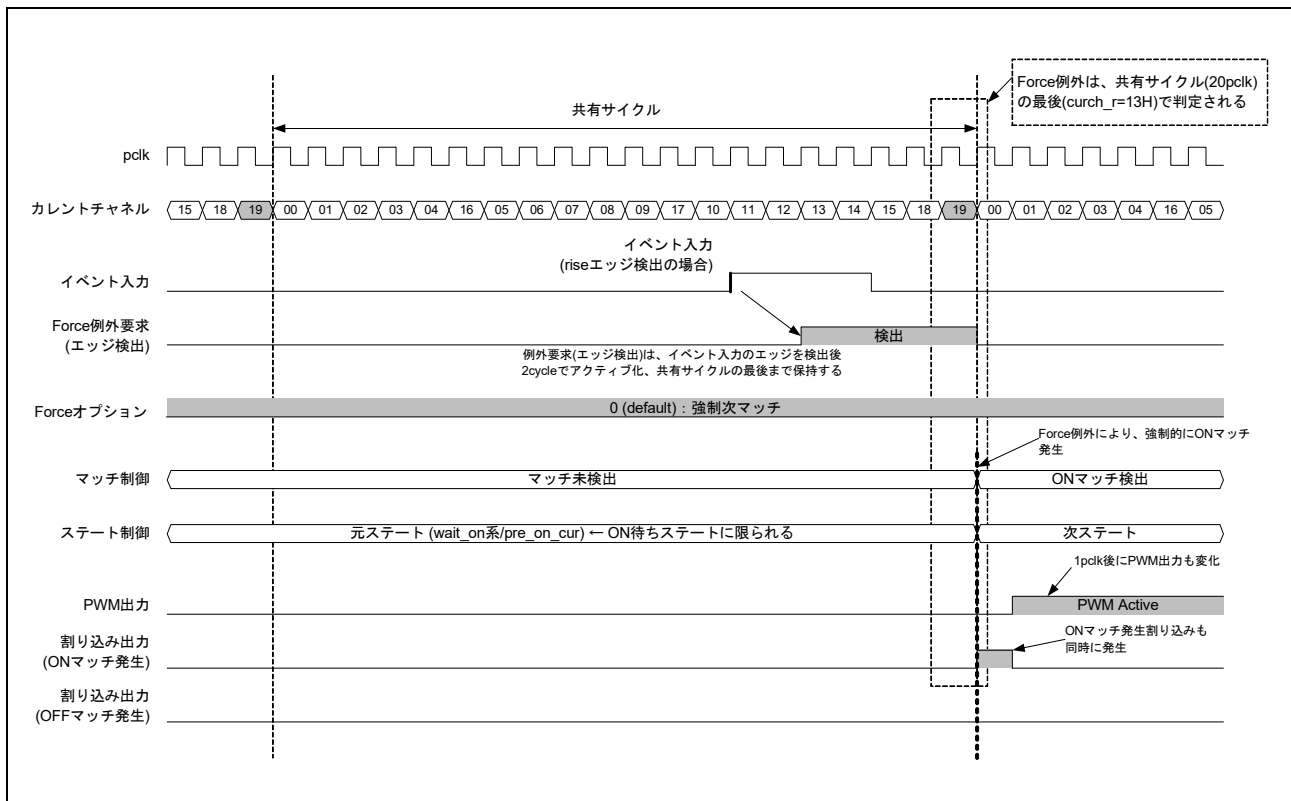 Force例外は、共有サイクル(20pclk)
の最後(curch_r=13H)で判定される
共有サイクル
pclk
カレントチャネル
15 18 19 00 01 02 03 04 16 05 06 07 08 09 17 10 11 12 13 14 15 18 19 00 01 02 03 04 16 05
イベント入力
(riseエッジ検出の場合)
イベント入力
Force例外要求
(エッジ検出)
検出
例外要求(エッジ検出)は、イベント入力のエッジを検出後
2cycleでアクティブ化、共有サイクルの最後まで保持する
Forceオプション
0 (default)：強制次マッチ
Force例外により、強制的にONマッチ
発生
マッチ制御
マッチ未検出
ONマッチ検出
ステート制御
元ステート (wait_on系/pre_on_cur) ← ON待ちステートに限られる
次ステート
1pclk後にPWM出力も変化
PWM出力
PWM Active
割り込み出力
(ONマッチ発生)
ONマッチ発生割り込みも
同時に発生
割り込み出力
(OFFマッチ発生)